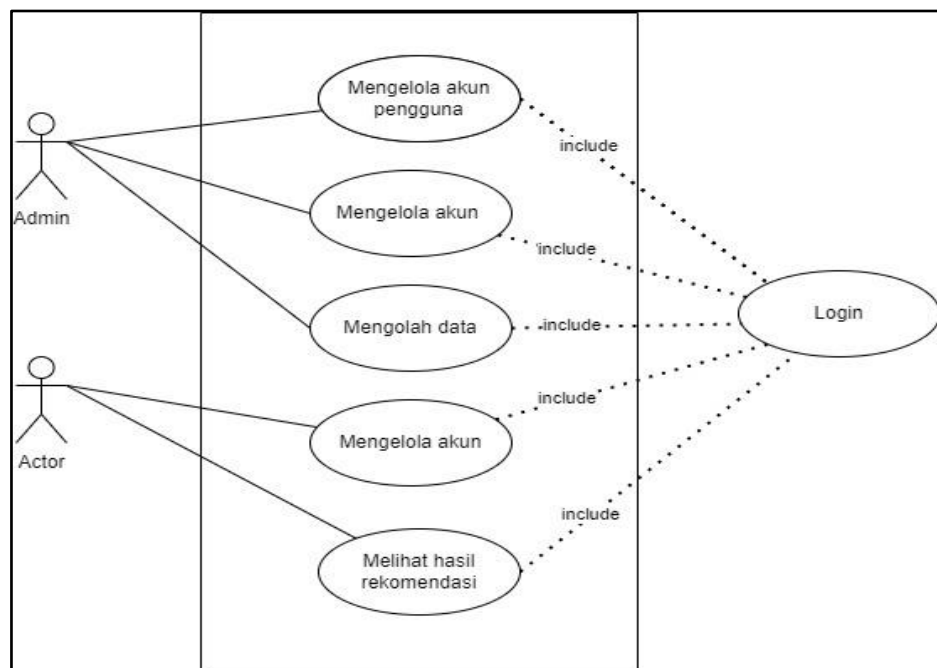 Mengelola akun
pengguna
include
Admin
Mengelola akun
include
Login
Mengolah data
include
Actor
Mengelola akun
include
Melihat hasil
rekomendasi
include